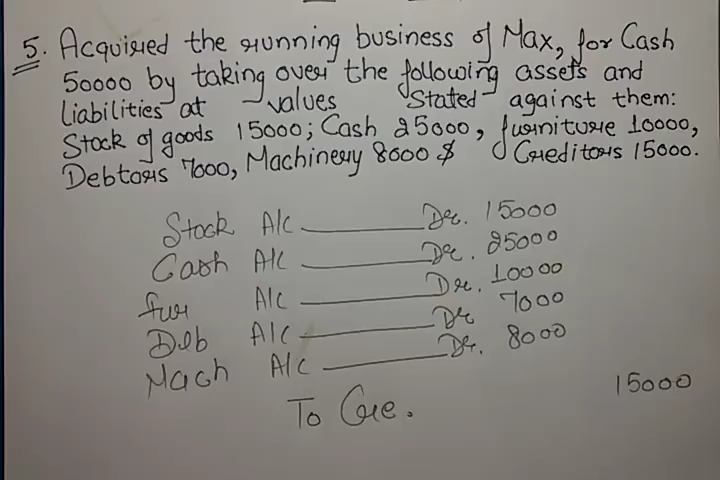 5. Acquired the running business of Max, for Cash
50000 by taking over the following assets and
liabilities at values stated against them:
Stock of goods 15000; Cash 25000, furniture 10000,
Debtors 7000, Machinery 8000 $ Creditors 15000.
Stock A/c Dr. 15000
Cash A/c Dr. 25000
fur A/c Dr. 10000
Deb A/c Dr 7000
Mach A/c Dr. 8000
To Cre. 15000